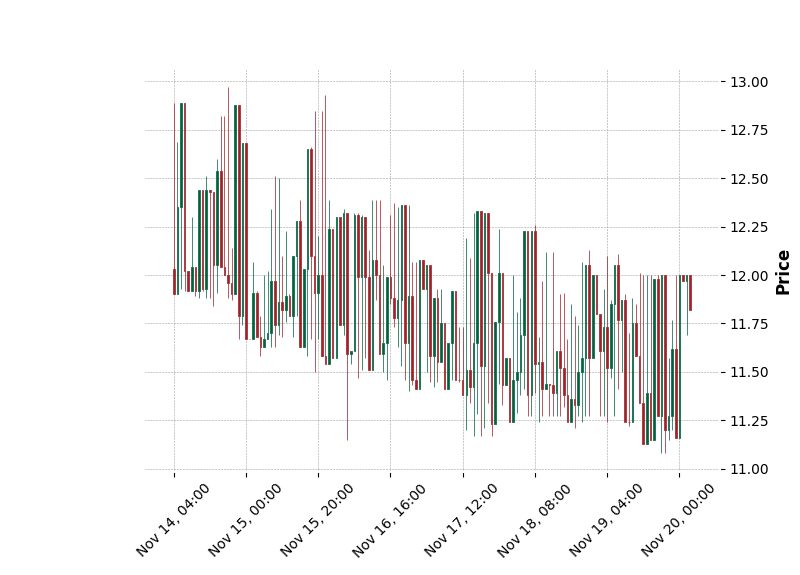 13.00
12.75
12.50
12.25
12.00
11.75
11.50
11.25
11.00
Price
Nov 14, 04:00
Nov 15, 00:00
Nov 15, 20:00
Nov 16, 16:00
Nov 17, 12:00
Nov 18, 08:00
Nov 19, 04:00
Nov 20, 00:00